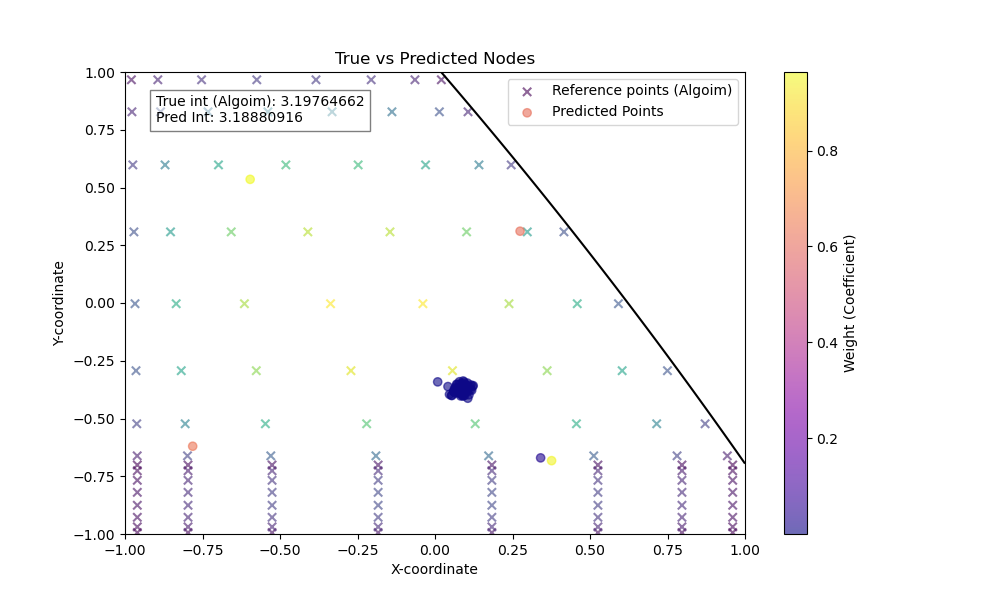 True vs Predicted Nodes
True int (Algoim): 3.19764662
Pred Int: 3.18880916
Reference points (Algoim)
Predicted Points
1.00
0.75
0.50
0.25
0.00
−0.25
−0.50
−0.75
−1.00
Y-coordinate
−1.00 −0.75 −0.50 −0.25 0.00 0.25 0.50 0.75 1.00
X-coordinate
0.8
0.6
0.4
0.2
Weight (Coefficient)